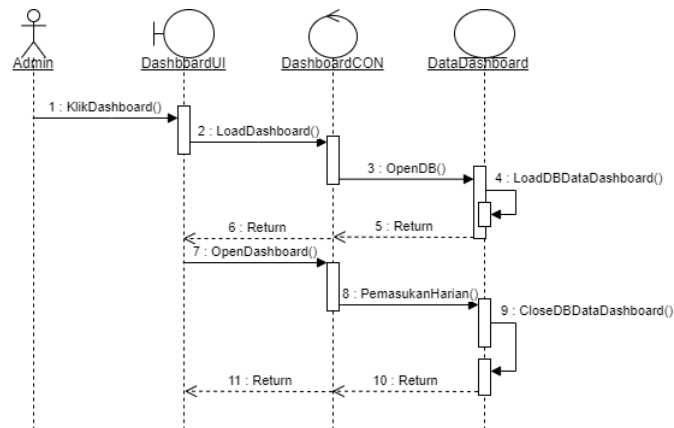 Admin
DashboardUI
DashboardCON
DataDashboard
1 : KlikDashboard()
2 : LoadDashboard()
3 : OpenDB()
4 : LoadDBDataDashboard()
5 : Return
6 : Return
7 : OpenDashboard()
8 : PemasukanHarian()
9 : CloseDBDataDashboard()
10 : Return
11 : Return